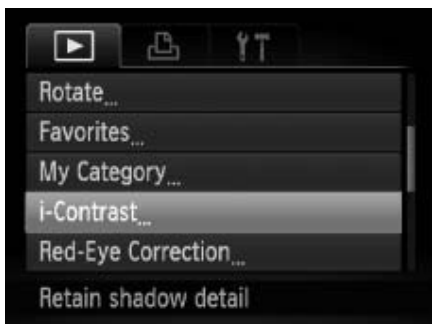 Rotate...
Favorites...
My Category...
i-Contrast...
Red-Eye Correction...
Retain shadow detail